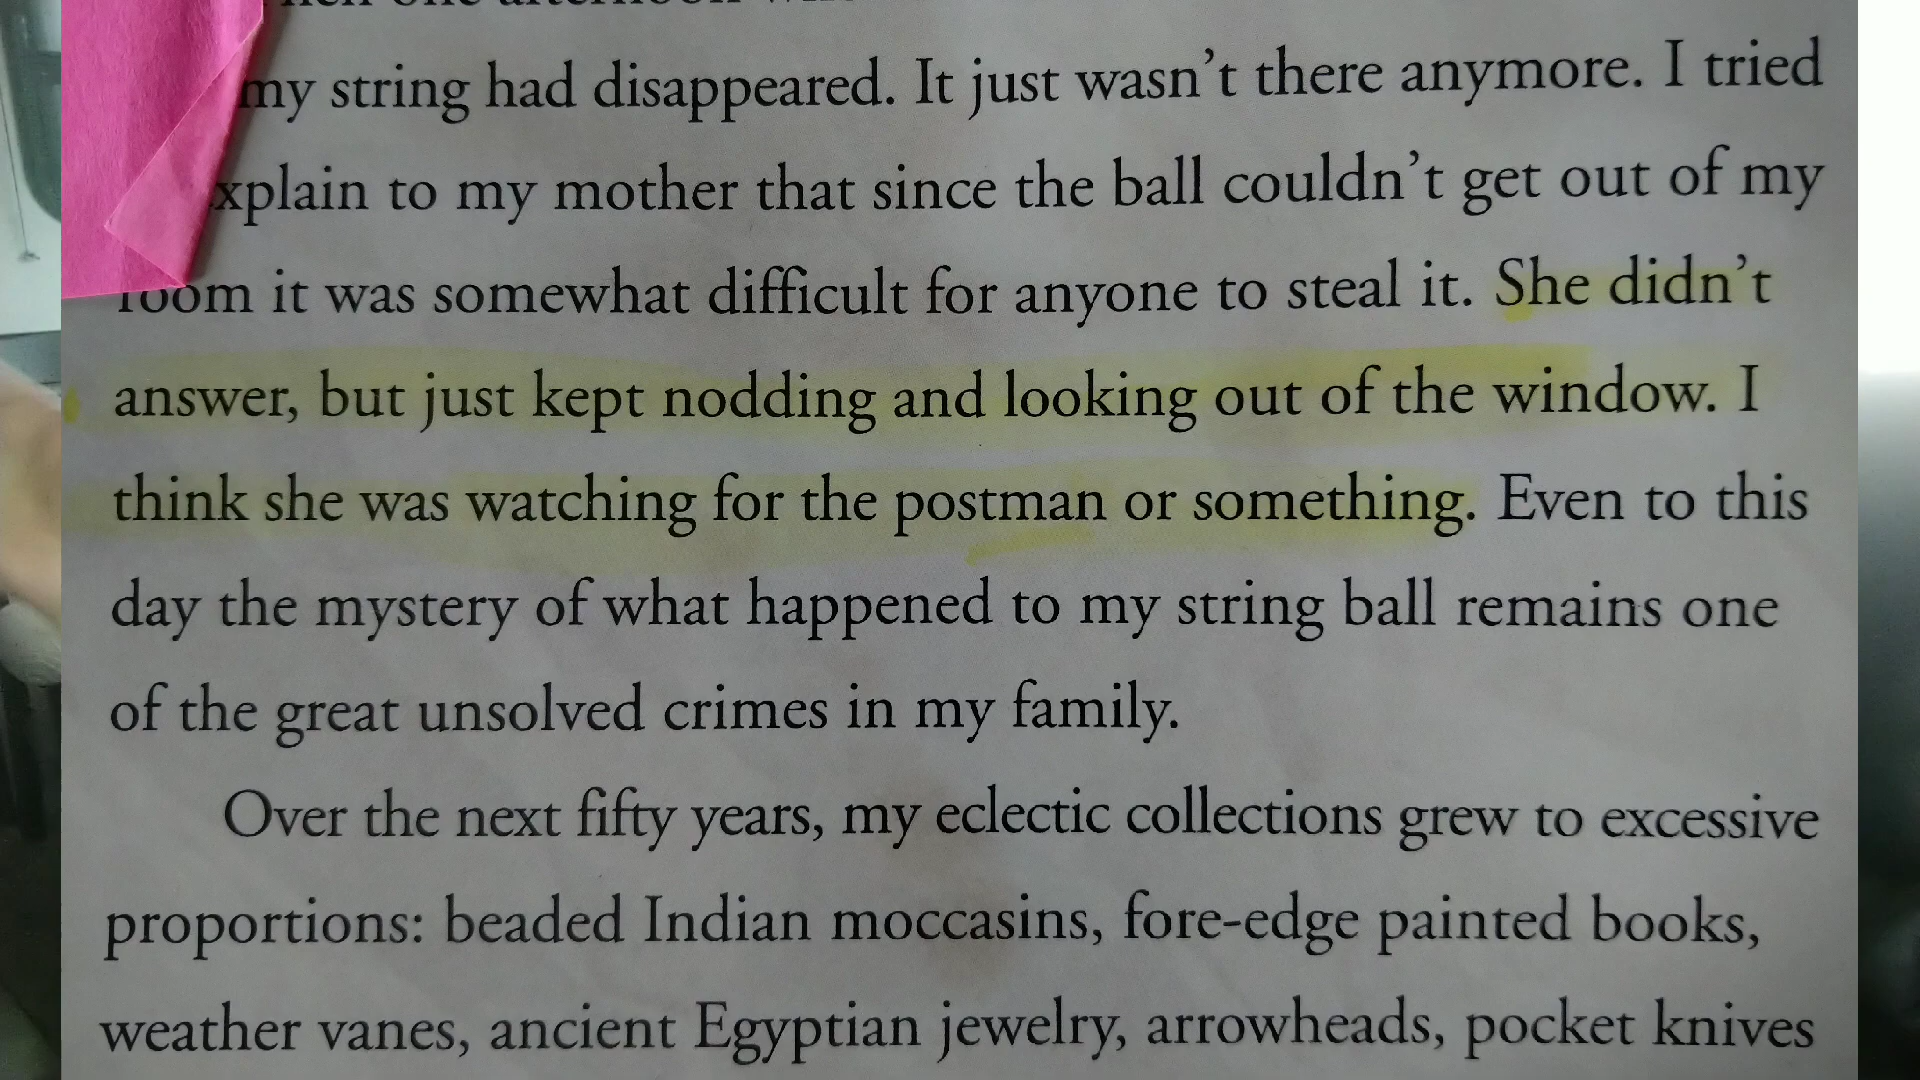 my string had disappeared. It just wasn't there anymore. I tried
xplain to my mother that since the ball couldn't get out of my
room it was somewhat difficult for anyone to steal it. She didn't
answer, but just kept nodding and looking out of the window. I
think she was watching for the postman or something. Even to this
day the mystery of what happened to my string ball remains one
of the great unsolved crimes in my family.
Over the next fifty years, my eclectic collections grew to excessive
proportions: beaded Indian moccasins, fore-edge painted books,
weather vanes, ancient Egyptian jewelry, arrowheads, pocket knives